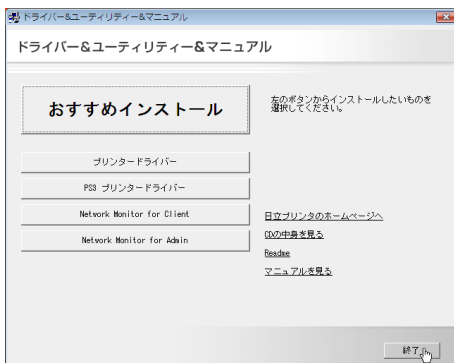 ドライバー&ユーティリティー&マニュアル
ドライバー&ユーティリティー&マニュアル
おすすめインストール
左のボタンからインストールしたいものを
選択してください。
プリンタードライバー
PS3 プリンタードライバー
Network Monitor for Client
Network Monitor for Admin
日立プリンタのホームページへ
CDの中身を見る
Readme
マニュアルを見る
終了